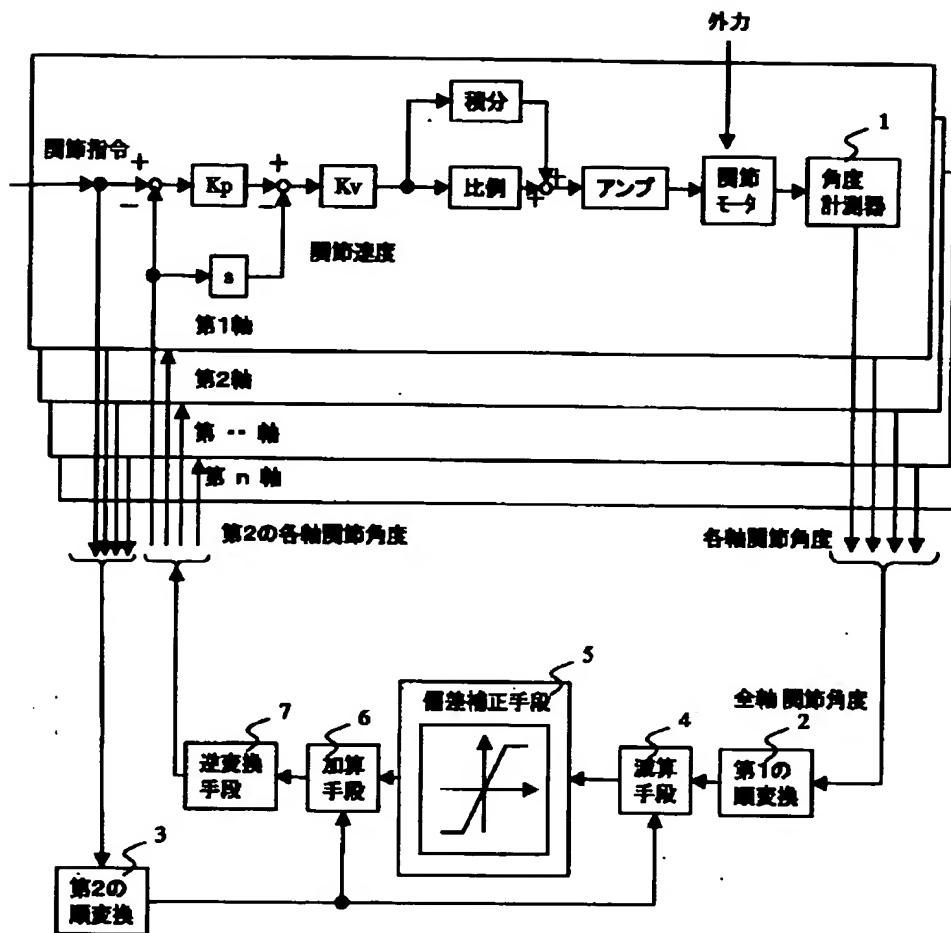 外力
積分
関節指令
+
+
1
Kp
Kv
比例
+
+
アンプ
関節
モータ
角度
計測器
−
−
関節速度
s
第1軸
第2軸
第 ‥ 軸
第 n 軸
第2の各軸関節角度
各軸関節角度
5
偏差補正手段
全軸 関節角度
7
6
4
2
逆変換
手段
加算
手段
減算
手段
第1の
順変換
3
第2の
順変換